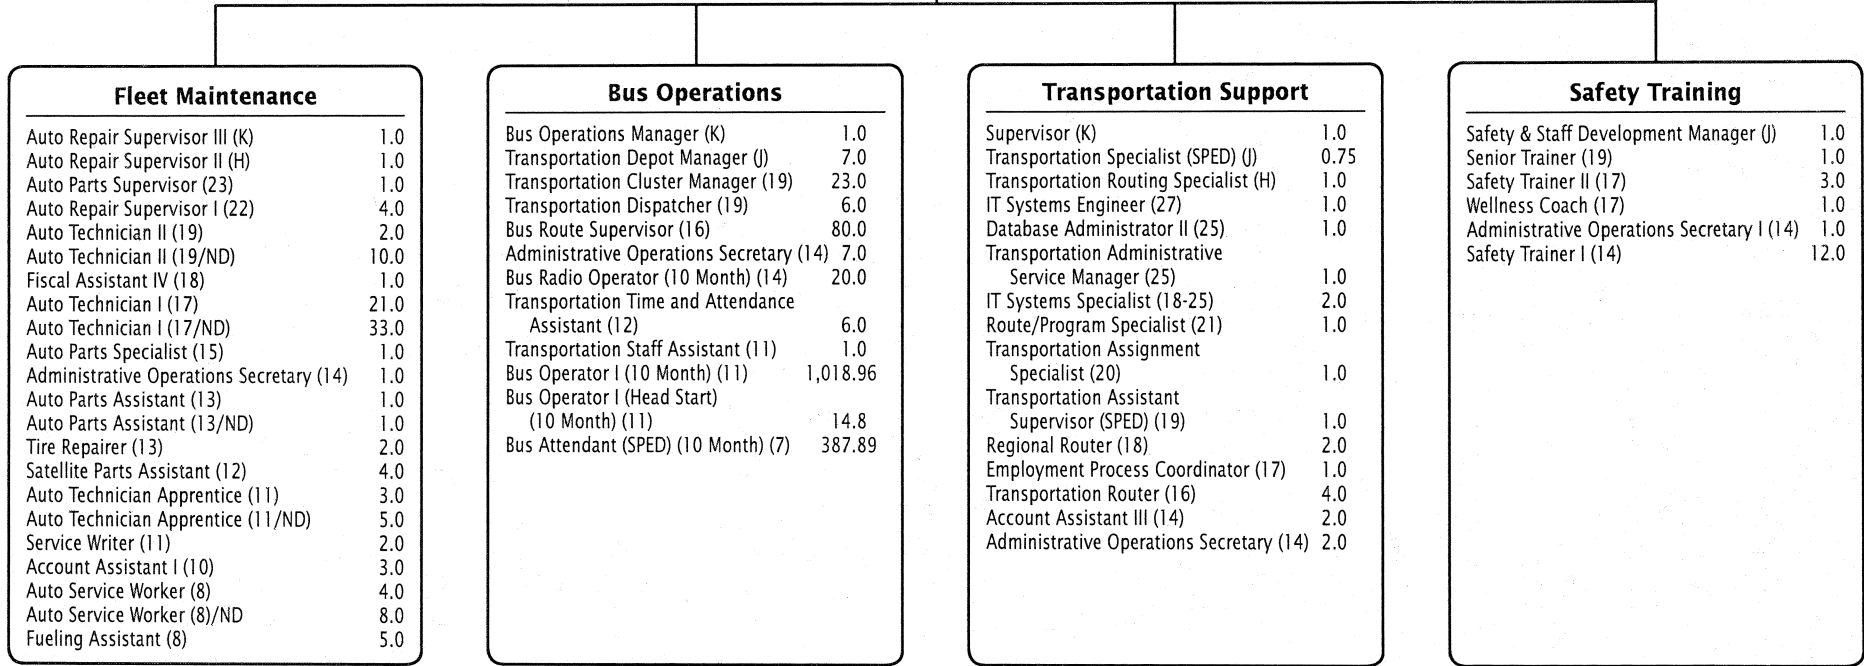 Fleet Maintenance
Auto Repair Supervisor III (K) 1.0
Auto Repair Supervisor II (H) 1.0
Auto Parts Supervisor (23) 1.0
Auto Repair Supervisor I (22) 4.0
Auto Technician II (19) 2.0
Auto Technician II (19/ND) 10.0
Fiscal Assistant IV (18) 1.0
Auto Technician I (17) 21.0
Auto Technician I (17/ND) 33.0
Auto Parts Specialist (15) 1.0
Administrative Operations Secretary (14) 1.0
Auto Parts Assistant (13) 1.0
Auto Parts Assistant (13/ND) 1.0
Tire Repairer (13) 2.0
Satellite Parts Assistant (12) 4.0
Auto Technician Apprentice (11) 3.0
Auto Technician Apprentice (11/ND) 5.0
Service Writer (11) 2.0
Account Assistant I (10) 3.0
Auto Service Worker (8) 4.0
Auto Service Worker (8)/ND 8.0
Fueling Assistant (8) 5.0
Bus Operations
Bus Operations Manager (K) 1.0
Transportation Depot Manager (J) 7.0
Transportation Cluster Manager (19) 23.0
Transportation Dispatcher (19) 6.0
Bus Route Supervisor (16) 80.0
Administrative Operations Secretary (14) 7.0
Bus Radio Operator (10 Month) (14) 20.0
Transportation Time and Attendance
Assistant (12) 6.0
Transportation Staff Assistant (11) 1.0
Bus Operator I (10 Month) (11) 1,018.96
Bus Operator I (Head Start)
(10 Month) (11) 14.8
Bus Attendant (SPED) (10 Month) (7) 387.89
Transportation Support
Supervisor (K) 1.0
Transportation Specialist (SPED) (J) 0.75
Transportation Routing Specialist (H) 1.0
IT Systems Engineer (27) 1.0
Database Administrator II (25) 1.0
Transportation Administrative
Service Manager (25) 1.0
IT Systems Specialist (18-25) 2.0
Route/Program Specialist (21) 1.0
Transportation Assignment
Specialist (20) 1.0
Transportation Assistant
Supervisor (SPED) (19) 1.0
Regional Router (18) 2.0
Employment Process Coordinator (17) 1.0
Transportation Router (16) 4.0
Account Assistant III (14) 2.0
Administrative Operations Secretary (14) 2.0
Safety Training
Safety & Staff Development Manager (J) 1.0
Senior Trainer (19) 1.0
Safety Trainer II (17) 3.0
Wellness Coach (17) 1.0
Administrative Operations Secretary I (14) 1.0
Safety Trainer I (14) 12.0